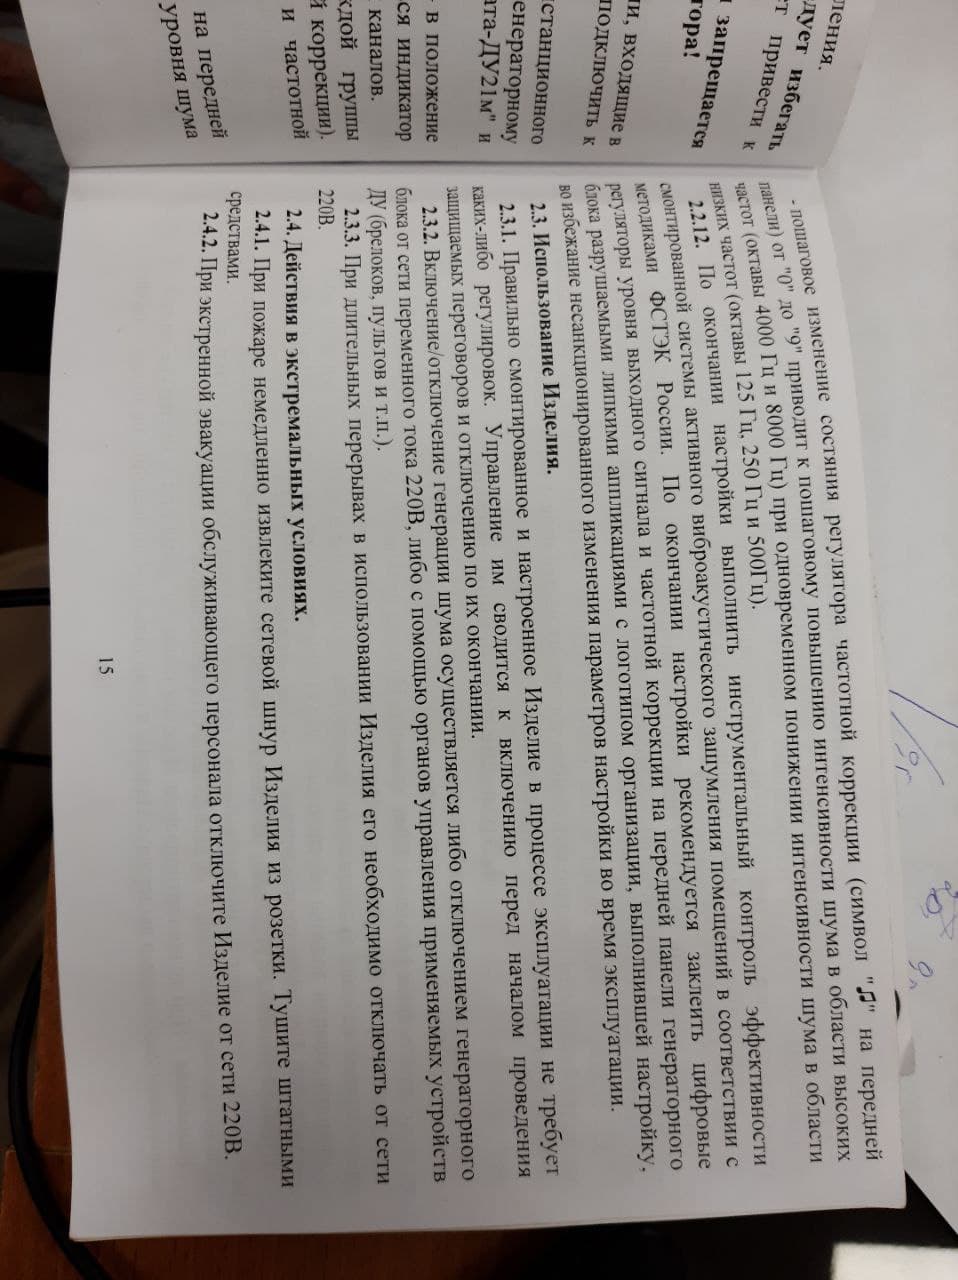 ления.
дует избегать
ет привести к
запрещается
тора!
ли, входящие в
подключить к
истанционного
ата-ДУ21м" и
енераторному
в положение
ся индикатор
каналов.
ждой группы
и частотной
й коррекции).
на передней
уровня шума
- пошаговое изменение состяния регулятора частотной коррекции (символ "♫" на передней
панели) от "0" до "9" приводит к пошаговому повышению интенсивности шума в области высоких
частот (октавы 4000 Гц и 8000 Гц) при одновременном понижении интенсивности шума в области
низких частот (октавы 125 Гц, 250 Гц и 500Гц).
2.2.12. По окончании настройки выполнить инструментальный контроль эффективности
смонтированной системы активного виброакустического зашумления помещений в соответствии с
методиками ФСТЭК России. По окончании настройки рекомендуется заклеить цифровые
регуляторы уровня выходного сигнала и частотной коррекции на передней панели генераторного
блока разрушаемыми липкими аппликациями с логотипом организации, выполнившей настройку,
во избежание несанкционированного изменения параметров настройки во время эксплуатации.
2.3. Использование Изделия.
2.3.1. Правильно смонтированное и настроенное Изделие в процессе эксплуатации не требует
каких-либо регулировок. Управление им сводится к включению перед началом проведения
защищаемых переговоров и отключению по их окончании.
2.3.2. Включение/отключение генерации шума осуществляется либо отключением генераторного
блока от сети переменного тока 220В, либо с помощью органов управления применяемых устройств
ДУ (брелоков, пультов и т.п.).
2.3.3. При длительных перерывах в использовании Изделия его необходимо отключать от сети
220В.
2.4. Действия в экстремальных условиях.
2.4.1. При пожаре немедленно извлеките сетевой шнур Изделия из розетки. Тушите штатными
средствами.
2.4.2. При экстренной эвакуации обслуживающего персонала отключите Изделие от сети 220В.
15